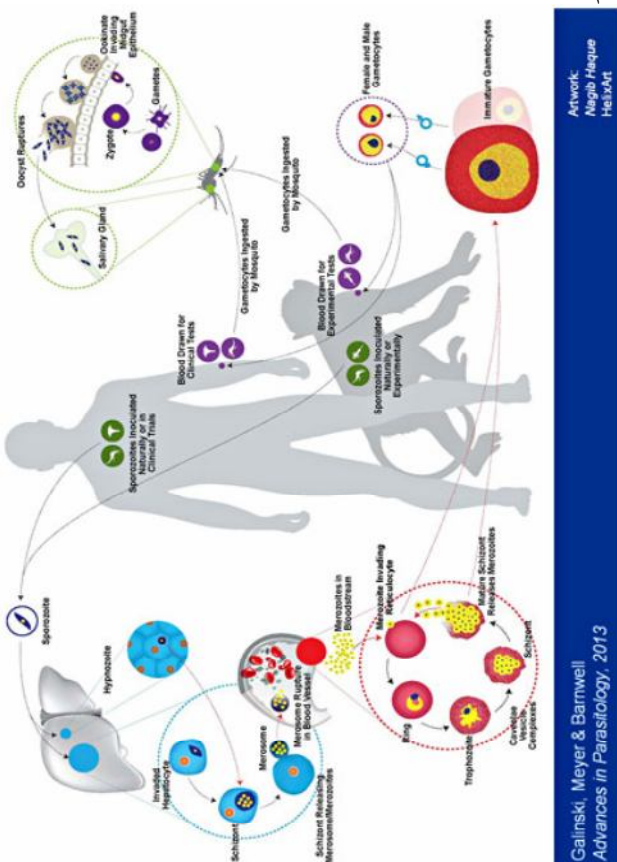 Sporozoite
Hypnozoite
Invaded
Hepatocyte
Schizont
Merosome
Merosome Rupture
in Blood Vessel
Schizont Releasing
Merosome/Merozoites
Sporozoites Inoculated
Naturally or in
Clinical Trials
Blood Drawn for
Clinical Tests
Salivary Gland
Oocyst Ruptures
Ookinate
Invading
Midgut
Epithelium
Zygote
Gametes
Gametocytes Ingested
by Mosquito
Gametocytes Ingested
by Mosquito
Blood Drawn for
Experimental Tests
Sporozoites Inoculated
Naturally or
Experimentally
Female and Male
Gametocytes
Immature Gametocytes
Merozoites in
Bloodstream
Merozoite Invading
Reticulocyte
Ring
Trophozoite
Caveolae
Vesicle
Complexes
Schizont
Mature Schizont
Releases Merozoites
Galinski, Meyer & Barnwell
Advances in Parasitology, 2013
Artwork:
Nagib Haque
HelixArt